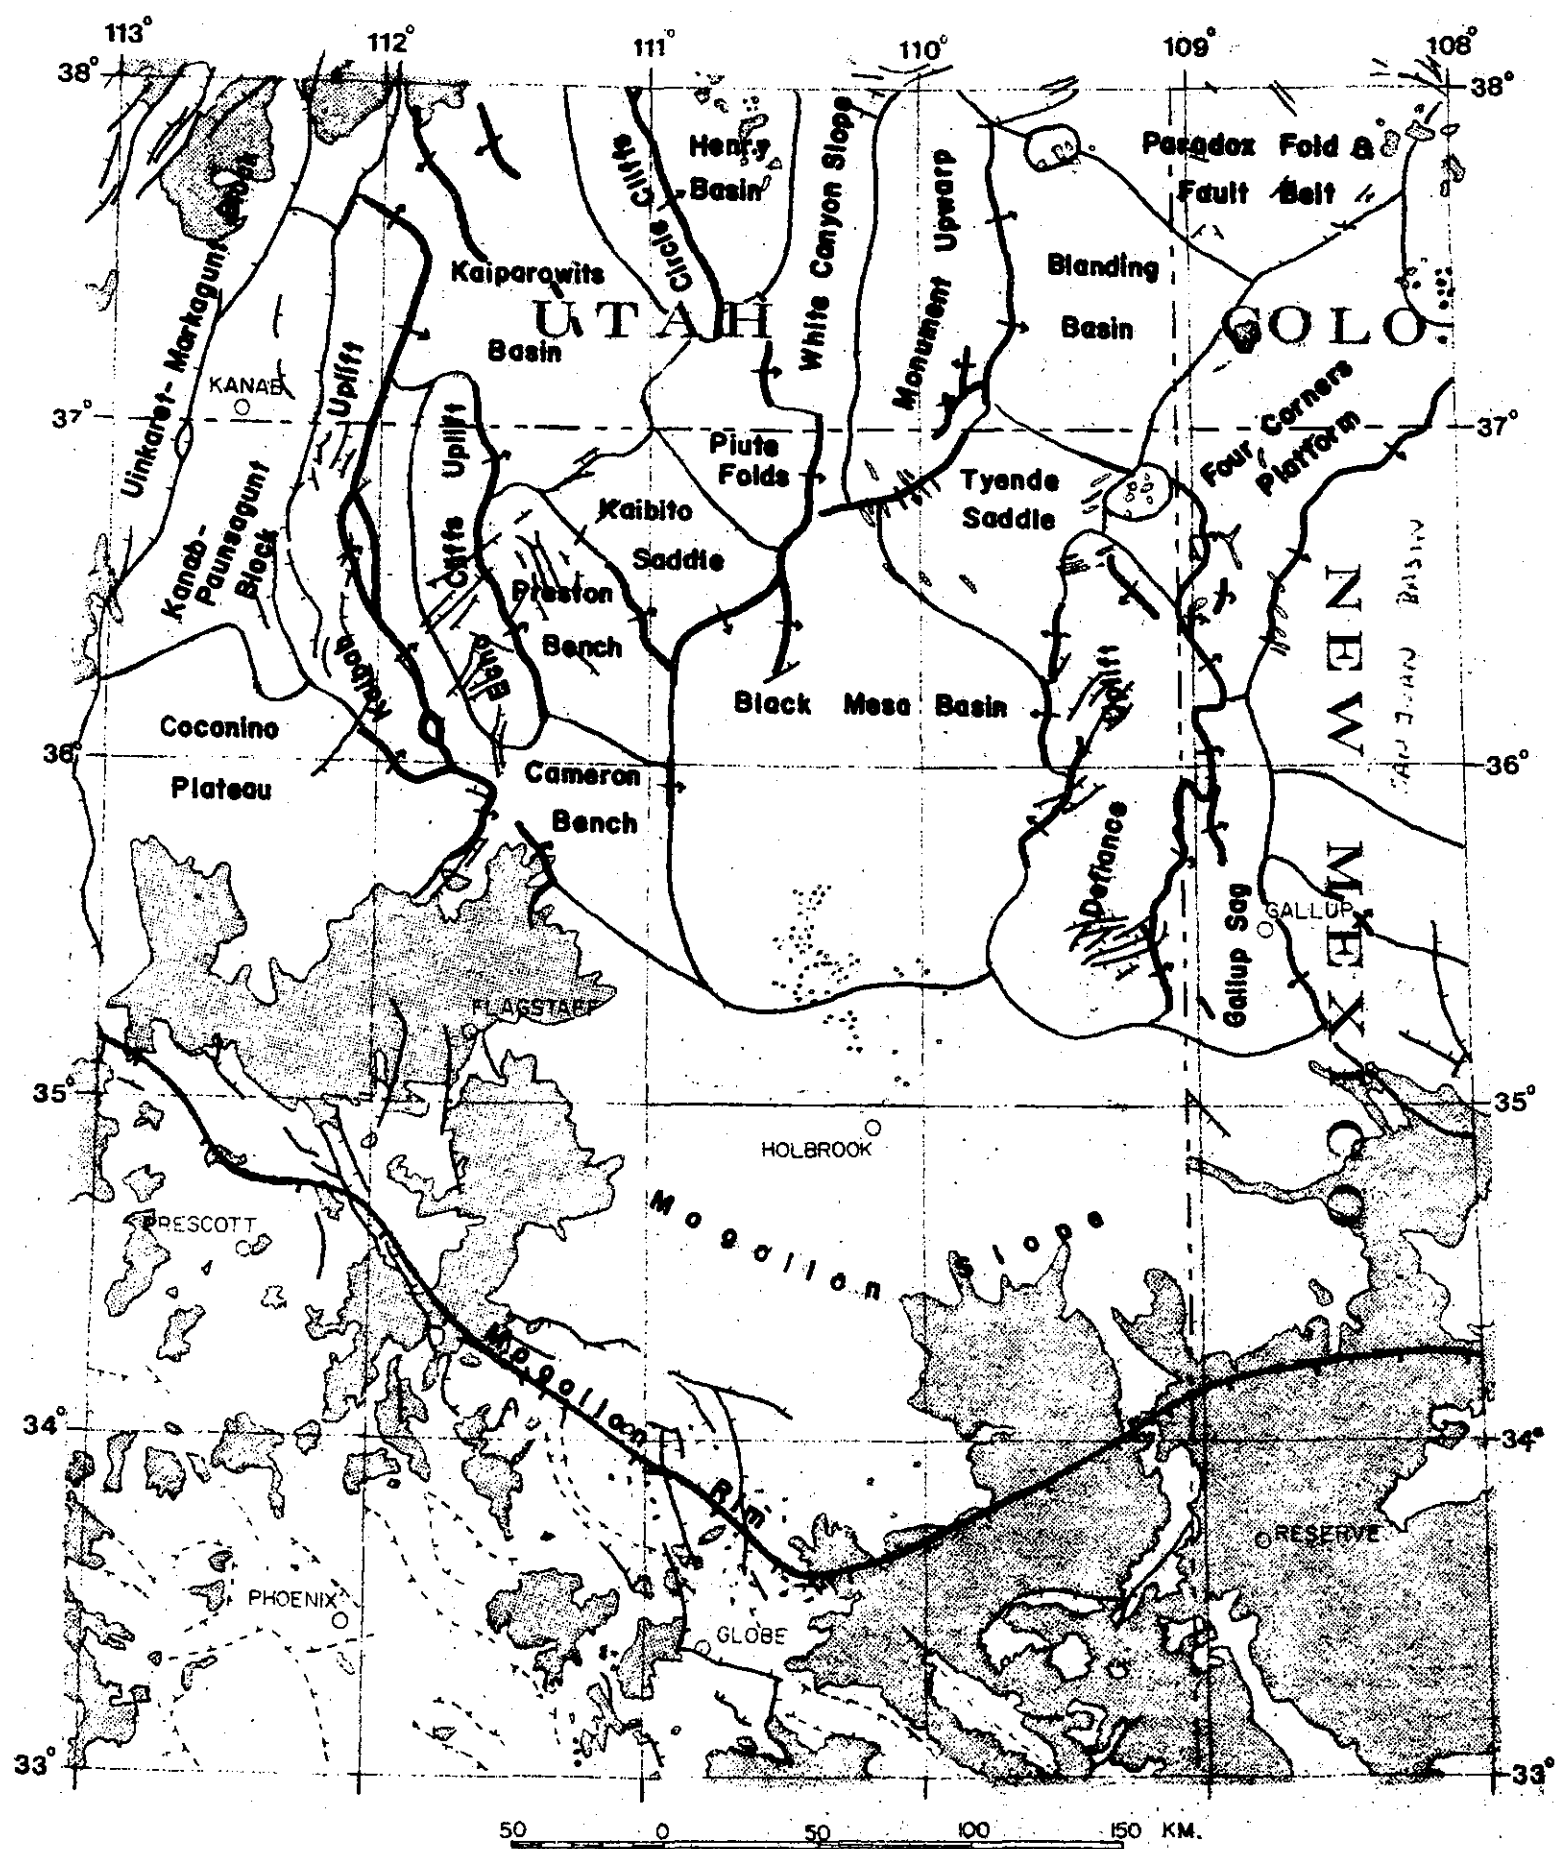 113°
112°
111°
110°
109°
108°
38°
38°
Henry
Basin
Circle Cliffs
White Canyon Slope
Monument Upwarp
Paradox Fold &
Fault Belt
Uinkaret-Markagunt
Block
Kaiparowits
Basin
Blanding
Basin
UTAH
COLO
KANAB
Uplift
37°
37°
Kanab-
Paunsagunt
Block
Uplift
Cliffs
Echo
Piute
Folds
Kaibito
Saddle
Tyende
Saddle
Four Corners
Platform
Preston
Bench
Kaibab
Uplift
Defiance
NEW MEXICO
SAN JUAN BASIN
Coconino
Plateau
Black Mesa Basin
36°
36°
Cameron
Bench
Gallup Sag
GALLUP
FLAGSTAFF
35°
35°
HOLBROOK
PRESCOTT
Mogollon Slope
Mogollon Rim
34°
34°
RESERVE
PHOENIX
GLOBE
33°
33°
50 0 50 100 150 KM.